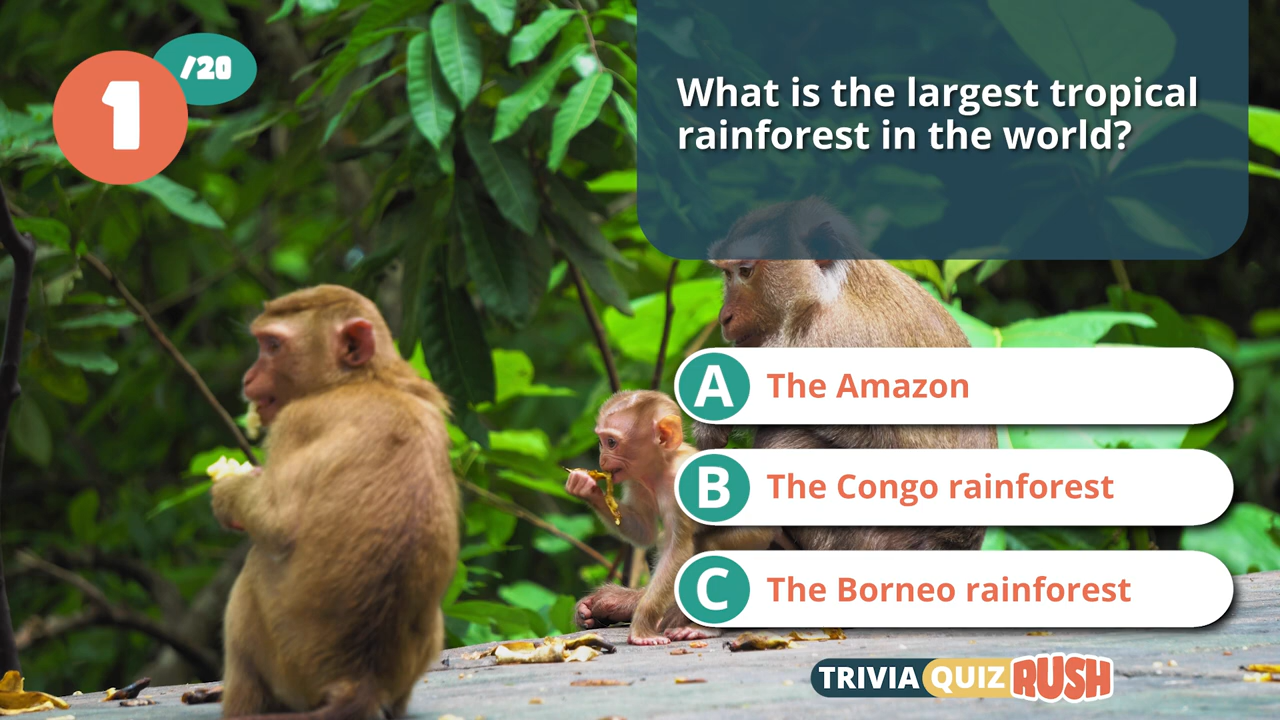 1
/20
What is the largest tropical
rainforest in the world?
A The Amazon
B The Congo rainforest
C The Borneo rainforest
TRIVIA QUIZ RUSH